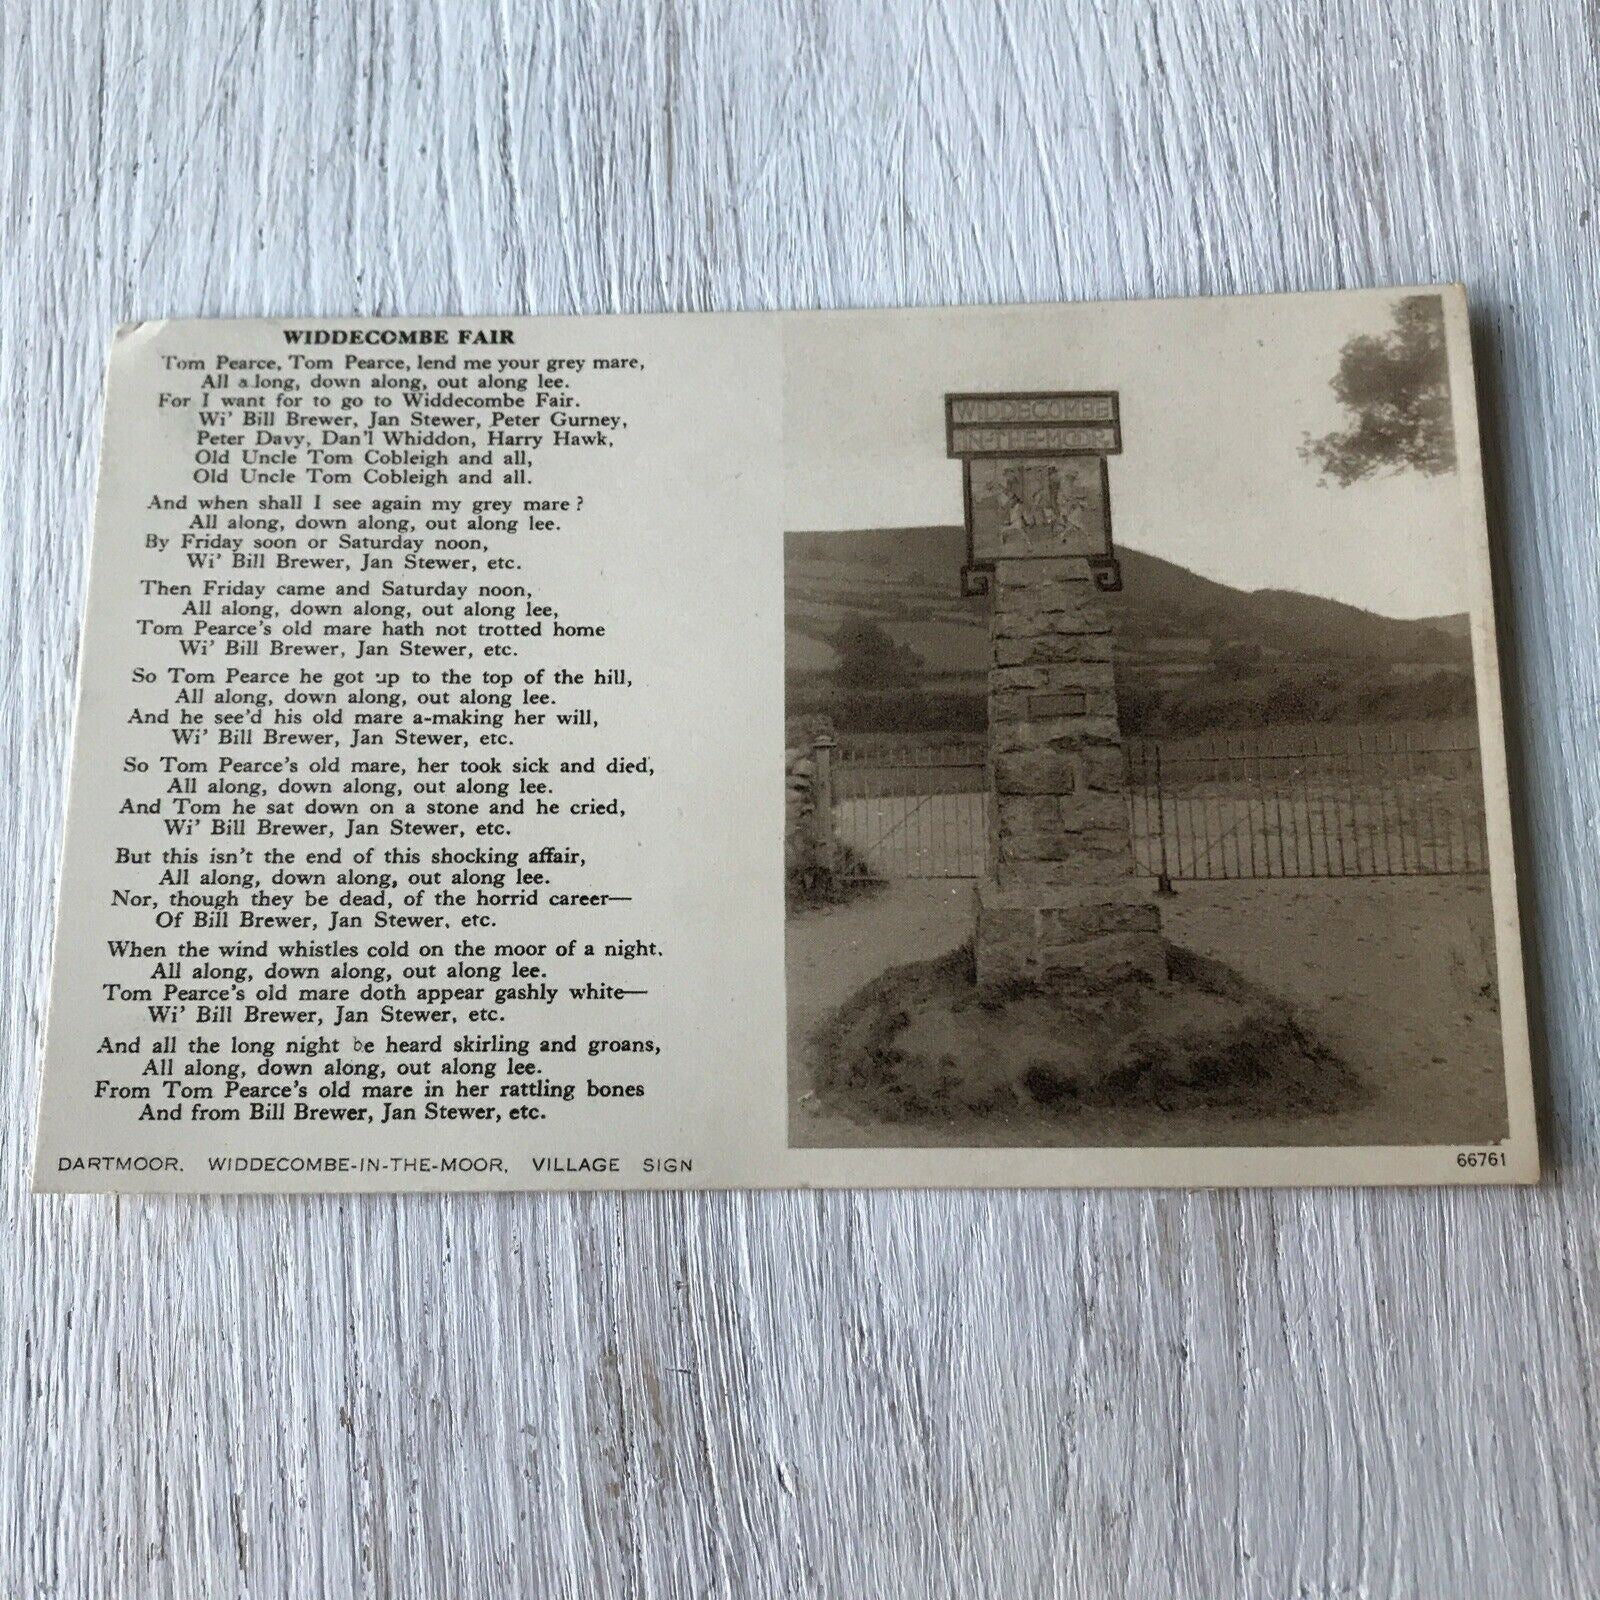 WIDDECOMBE FAIR
Tom Pearce, Tom Pearce, lend me your grey mare,
All along, down along, out along lee.
For I want for to go to Widdecombe Fair.
Wi' Bill Brewer, Jan Stewer, Peter Gurney,
Peter Davy, Dan'l Whiddon, Harry Hawk,
Old Uncle Tom Cobleigh and all,
Old Uncle Tom Cobleigh and all.
And when shall I see again my grey mare?
All along, down along, out along lee.
By Friday soon or Saturday noon,
Wi' Bill Brewer, Jan Stewer, etc.
Then Friday came and Saturday noon,
All along, down along, out along lee,
Tom Pearce's old mare hath not trotted home
Wi' Bill Brewer, Jan Stewer, etc.
So Tom Pearce he got up to the top of the hill,
All along, down along, out along lee.
And he see'd his old mare a-making her will,
Wi' Bill Brewer, Jan Stewer, etc.
So Tom Pearce's old mare, her took sick and died,
All along, down along, out along lee.
And Tom he sat down on a stone and he cried,
Wi' Bill Brewer, Jan Stewer, etc.
But this isn't the end of this shocking affair,
All along, down along, out along lee.
Nor, though they be dead, of the horrid career—
Of Bill Brewer, Jan Stewer, etc.
When the wind whistles cold on the moor of a night,
All along, down along, out along lee.
Tom Pearce's old mare doth appear gashly white—
Wi' Bill Brewer, Jan Stewer, etc.
And all the long night be heard skirling and groans,
All along, down along, out along lee.
From Tom Pearce's old mare in her rattling bones
And from Bill Brewer, Jan Stewer, etc.
DARTMOOR. WIDDECOMBE-IN-THE-MOOR, VILLAGE SIGN
WIDDECOMBE
IN-THE-MOOR
66761